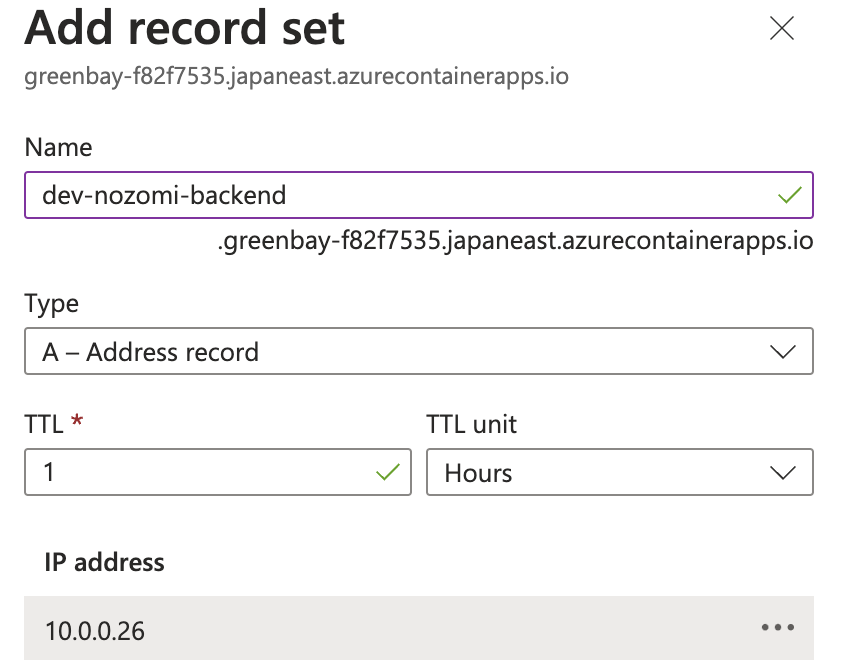 Add record set
greenbay-f82f7535.japaneast.azurecontainerapps.io
Name
dev-nozomi-backend
.greenbay-f82f7535.japaneast.azurecontainerapps.io
Type
A – Address record
TTL * TTL unit
1 Hours
IP address
10.0.0.26